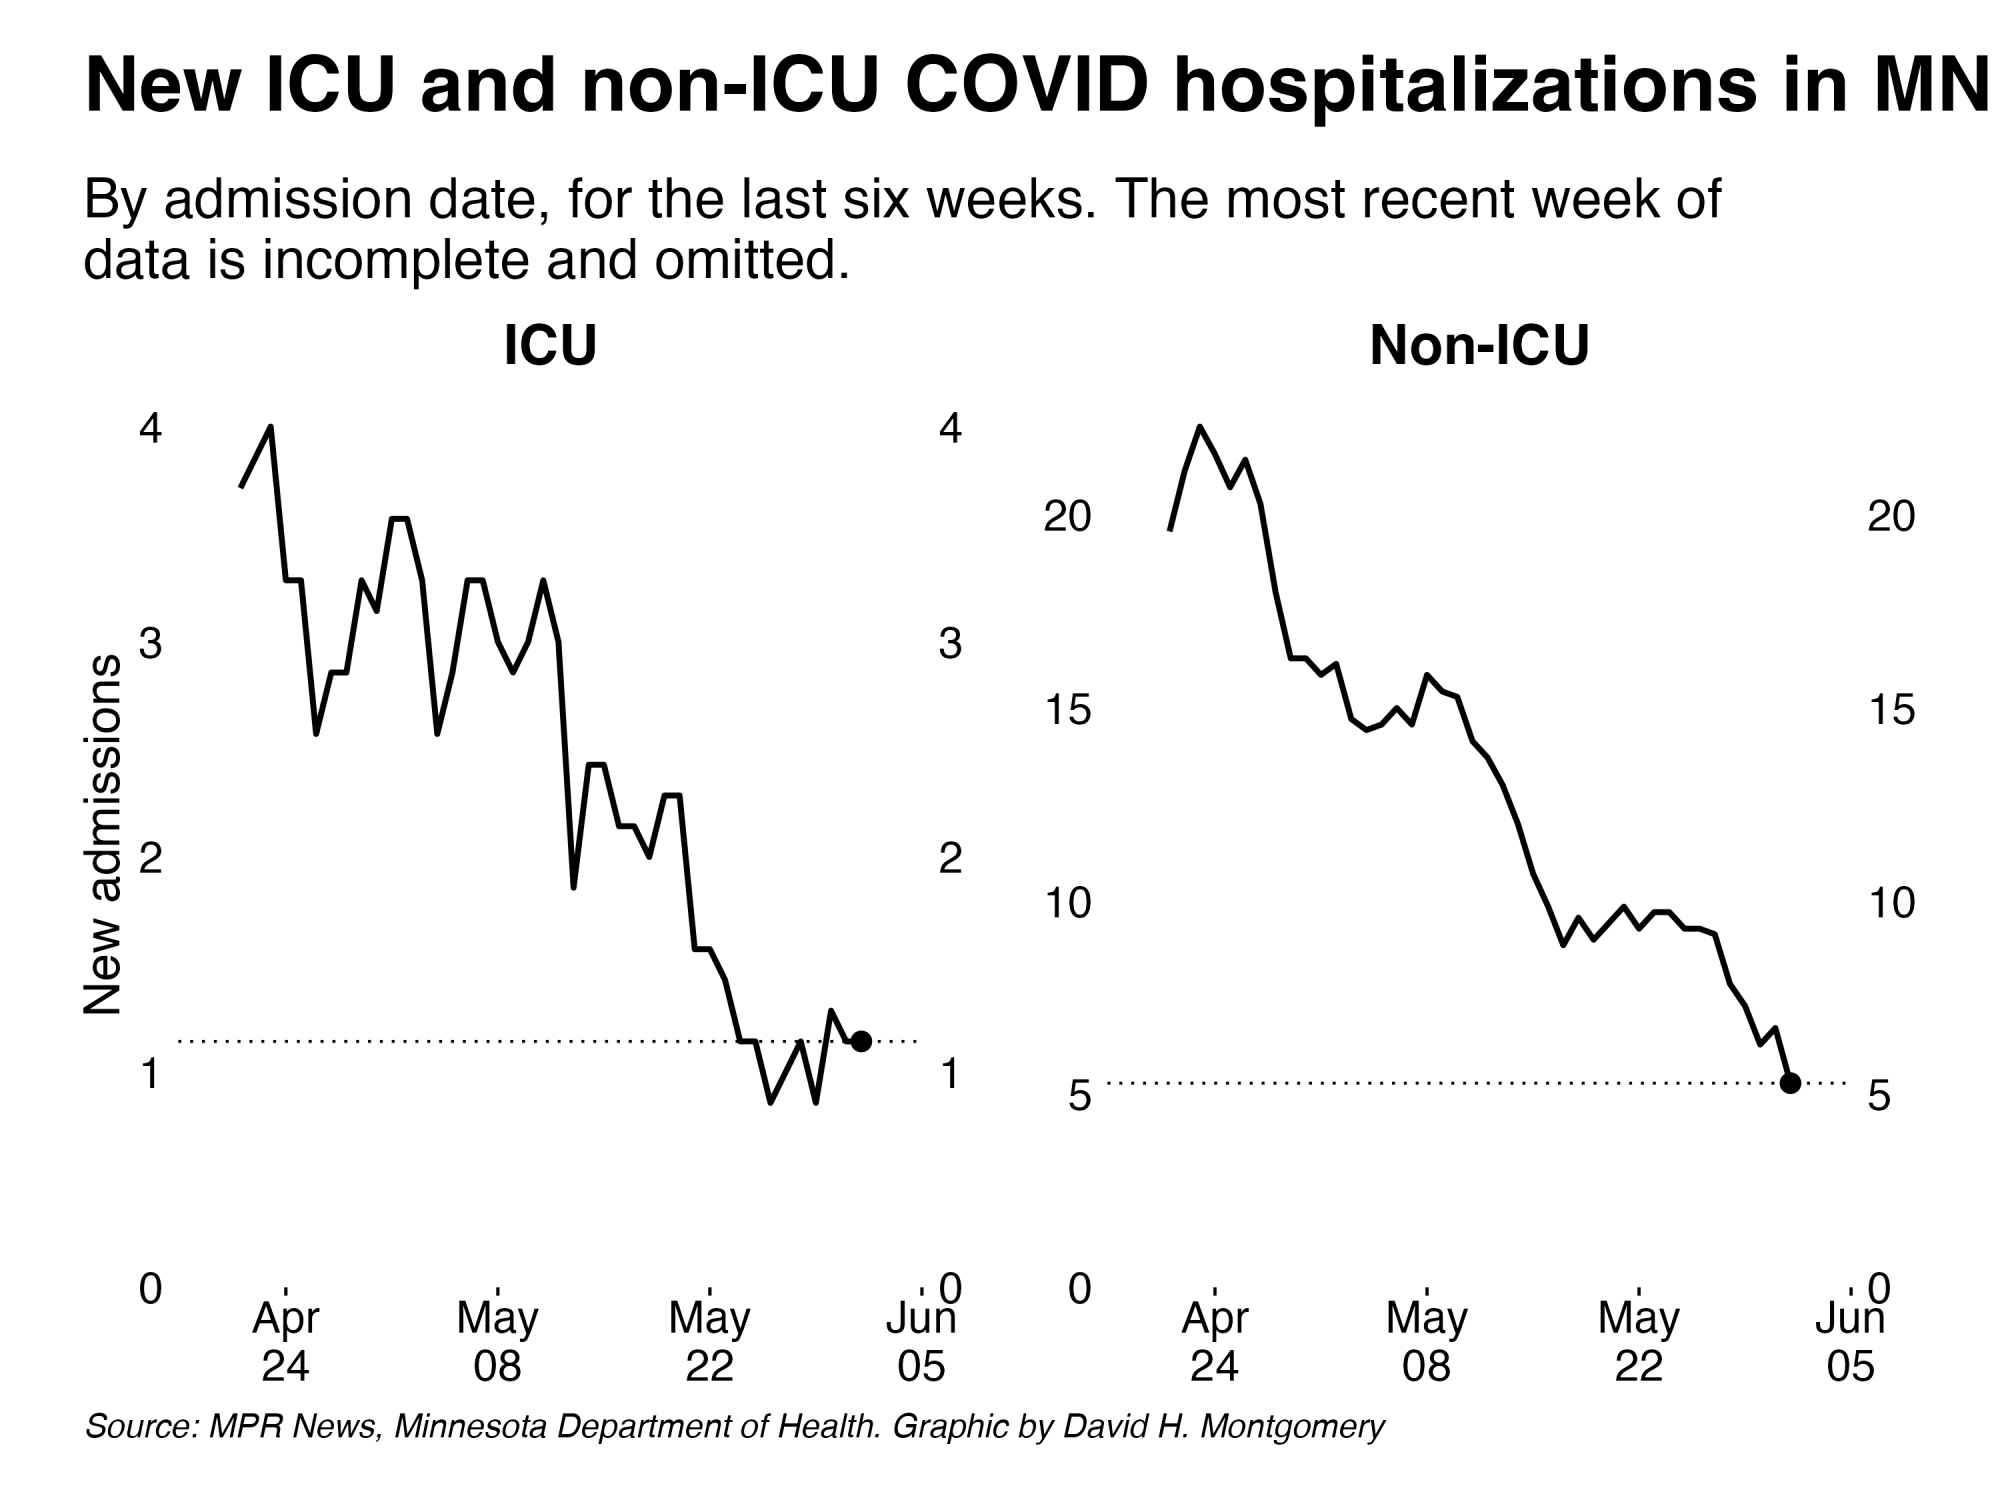 New ICU and non-ICU COVID hospitalizations in MN
By admission date, for the last six weeks. The most recent week of
data is incomplete and omitted.
ICU
New admissions
4
3
2
1
0
4
3
2
1
0
Apr
24
May
08
May
22
Jun
05
Non-ICU
20
15
10
5
0
20
15
10
5
0
Apr
24
May
08
May
22
Jun
05
Source: MPR News, Minnesota Department of Health. Graphic by David H. Montgomery